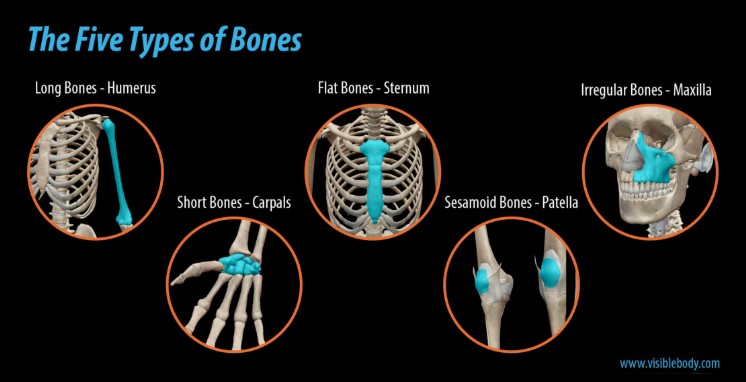 The Five Types of Bones
Long Bones - Humerus
Flat Bones - Sternum
Irregular Bones - Maxilla
Short Bones - Carpals
Sesamoid Bones - Patella
www.visiblebody.com